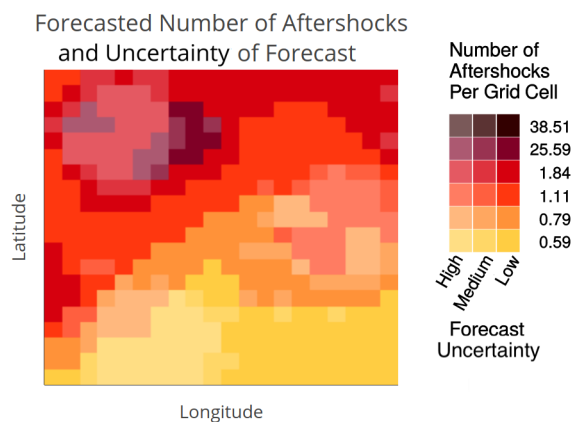 Forecasted Number of Aftershocks
and Uncertainty of Forecast
Number of
Aftershocks
Per Grid Cell
38.51
25.59
1.84
1.11
0.79
0.59
High
Medium
Low
Forecast
Uncertainty
Latitude
Longitude